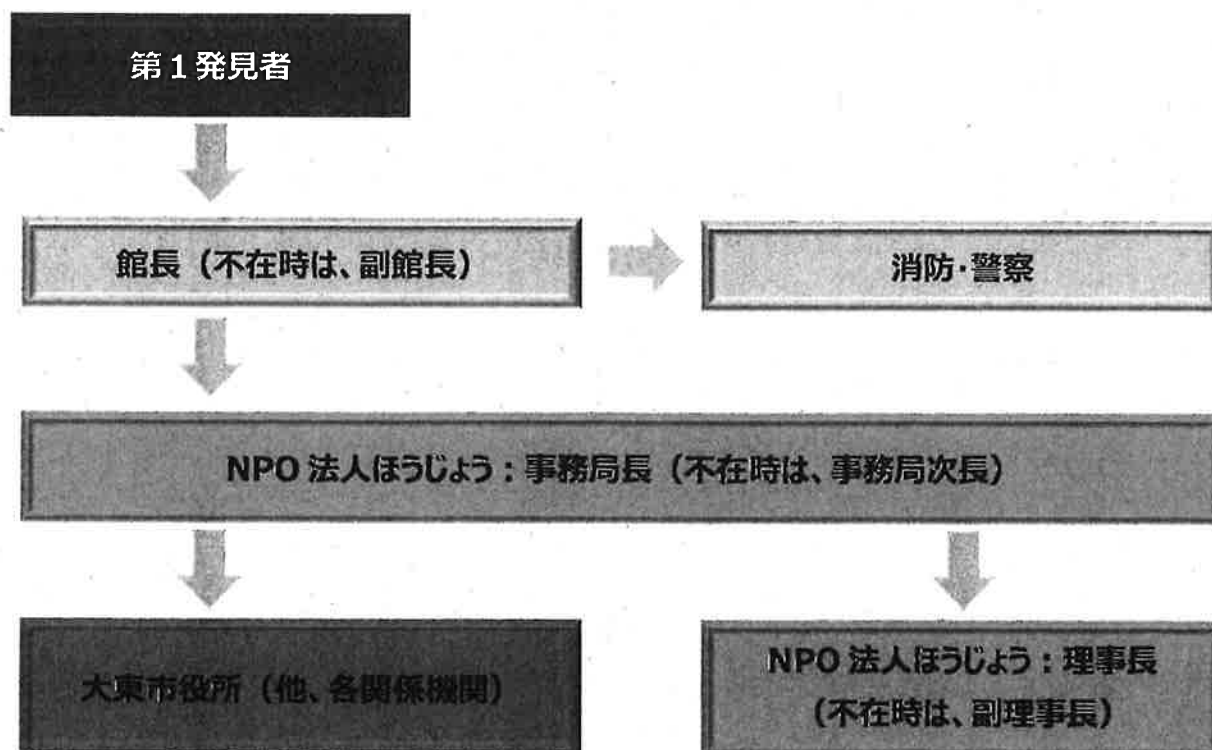 第1発見者
館長（不在時は、副館長）
消防・警察
NPO 法人ほうじょう：事務局長（不在時は、事務局次長）
大東市役所（他、各関係機関）
NPO 法人ほうじょう：理事長
（不在時は、副理事長）